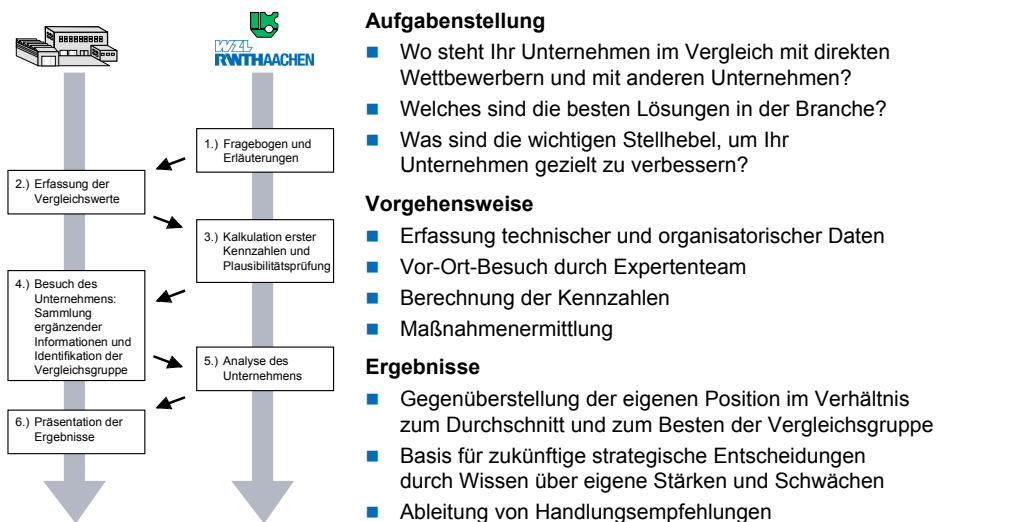 WZL
RWTHAACHEN
1.) Fragebogen und
Erläuterungen
2.) Erfassung der
Vergleichswerte
3.) Kalkulation erster
Kennzahlen und
Plausibilitätsprüfung
4.) Besuch des
Unternehmens:
Sammlung
ergänzender
Informationen und
Identifikation der
Vergleichsgruppe
5.) Analyse des
Unternehmens
6.) Präsentation der
Ergebnisse
Aufgabenstellung
Wo steht Ihr Unternehmen im Vergleich mit direkten
Wettbewerbern und mit anderen Unternehmen?
Welches sind die besten Lösungen in der Branche?
Was sind die wichtigen Stellhebel, um Ihr
Unternehmen gezielt zu verbessern?
Vorgehensweise
Erfassung technischer und organisatorischer Daten
Vor-Ort-Besuch durch Expertenteam
Berechnung der Kennzahlen
Maßnahmenermittlung
Ergebnisse
Gegenüberstellung der eigenen Position im Verhältnis
zum Durchschnitt und zum Besten der Vergleichsgruppe
Basis für zukünftige strategische Entscheidungen
durch Wissen über eigene Stärken und Schwächen
Ableitung von Handlungsempfehlungen